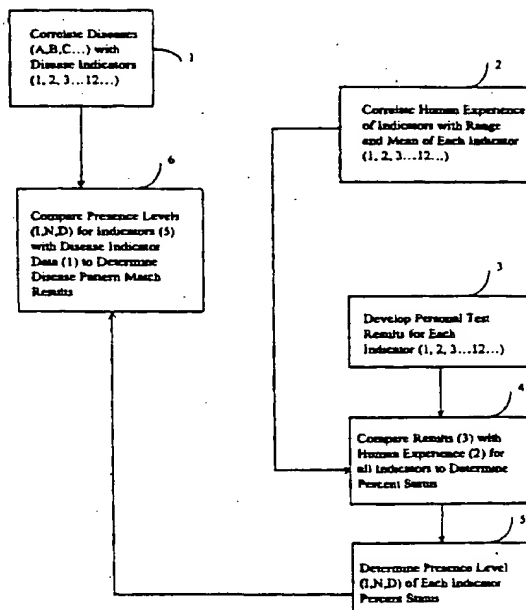 Correlate Diseases
(A,B,C...) with
Disease Indicators
(1, 2, 3...12...)
1
2
Correlate Human Experience
of Indicators with Range
and Mean of Each Indicator
(1, 2, 3...12...)
6
Compare Presence Levels
(I,N,D) for Indicators (5)
with Disease Indicator
Data (1) to Determine
Disease Pattern Match
Results
3
Develop Personal Test
Results for Each
Indicator (1, 2, 3...12...)
4
Compare Results (3) with
Human Experience (2) for
all Indicators to Determine
Percent Status
5
Determine Presence Level
(I,N,D) of Each Indicator
Percent Status